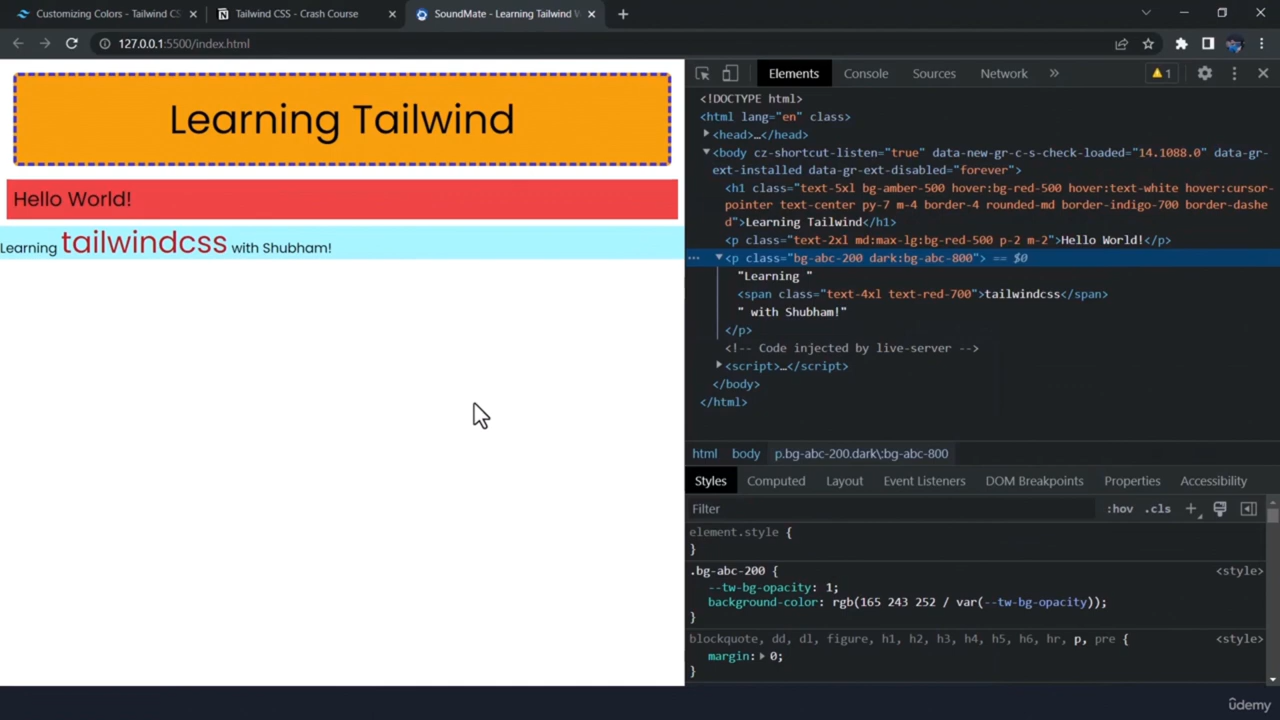 Customizing Colors - Tailwind CS
Tailwind CSS - Crash Course
SoundMate - Learning Tailwind W
127.0.0.1:5500/index.html
Learning Tailwind
Hello World!
Learning tailwindcss with Shubham!
Elements Console Sources Network » 1
<!DOCTYPE html>
<html lang="en" class>
<head>…</head>
<body cz-shortcut-listen="true" data-new-gr-c-s-check-loaded="14.1088.0" data-gr-
ext-installed data-gr-ext-disabled="forever">
<h1 class="text-5xl bg-amber-500 hover:bg-red-500 hover:text-white hover:cursor-
pointer text-center py-7 m-4 border-4 rounded-md border-indigo-700 border-dashe
d">Learning Tailwind</h1>
<p class="text-2xl md:max-lg:bg-red-500 p-2 m-2">Hello World!</p>
… <p class="bg-abc-200 dark:bg-abc-800"> == $0
"Learning "
<span class="text-4xl text-red-700">tailwindcss</span>
" with Shubham!"
</p>
<!-- Code injected by live-server -->
<script>…</script>
</body>
</html>
html body p.bg-abc-200.dark\:bg-abc-800
Styles Computed Layout Event Listeners DOM Breakpoints Properties Accessibility
Filter :hov .cls +
element.style {
}
.bg-abc-200 { <style>
--tw-bg-opacity: 1;
background-color: rgb(165 243 252 / var(--tw-bg-opacity));
}
blockquote, dd, dl, figure, h1, h2, h3, h4, h5, h6, hr, p, pre { <style>
margin: 0;
}
ûdemy